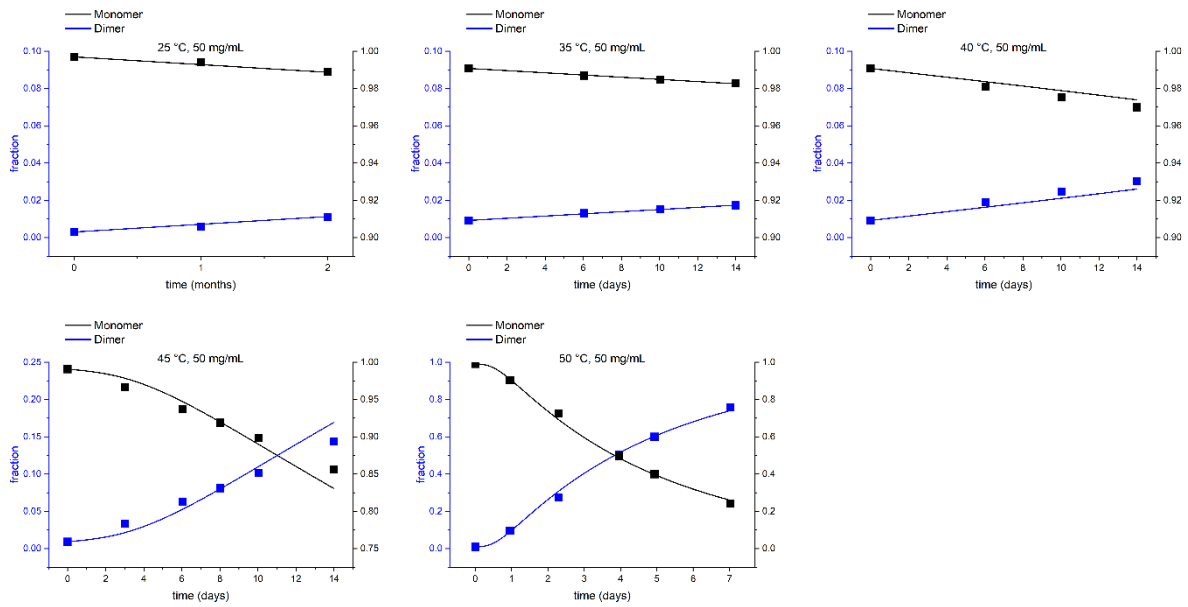 Monomer
Dimer
25 °C, 50 mg/mL
0.10
0.08
0.06
0.04
0.02
0.00
fraction
1.00
0.98
0.96
0.94
0.92
0.90
0 1 2
time (months)
Monomer
Dimer
35 °C, 50 mg/mL
0.10
0.08
0.06
0.04
0.02
0.00
fraction
1.00
0.98
0.96
0.94
0.92
0.90
0 2 4 6 8 10 12 14
time (days)
Monomer
Dimer
40 °C, 50 mg/mL
0.10
0.08
0.06
0.04
0.02
0.00
fraction
1.00
0.98
0.96
0.94
0.92
0.90
0 2 4 6 8 10 12 14
time (days)
Monomer
Dimer
45 °C, 50 mg/mL
0.25
0.20
0.15
0.10
0.05
0.00
fraction
1.00
0.95
0.90
0.85
0.80
0.75
0 2 4 6 8 10 12 14
time (days)
Monomer
Dimer
50 °C, 50 mg/mL
1.0
0.8
0.6
0.4
0.2
0.0
fraction
1.0
0.8
0.6
0.4
0.2
0.0
0 1 2 3 4 5 6 7
time (days)